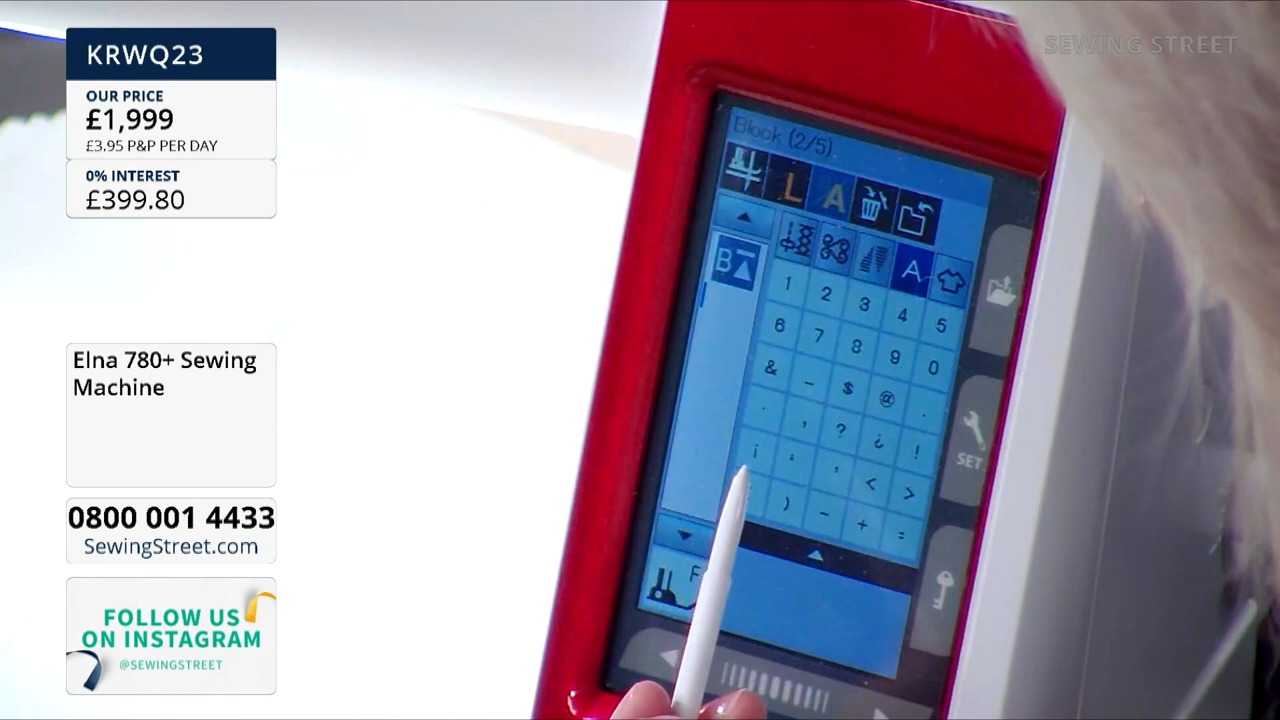 KRWQ23
OUR PRICE
£1,999
£3.95 P&P PER DAY
0% INTEREST
£399.80
Elna 780+ Sewing
Machine
0800 001 4433
SewingStreet.com
FOLLOW US
ON INSTAGRAM
@SEWINGSTREET
SEWING STREET
Block (2/5)
L A
B A
1 2 3 4 5
6 7 8 9 0
& _ $ @ .
· , ? ¿ !
¡ < >
) - + =
F
SET